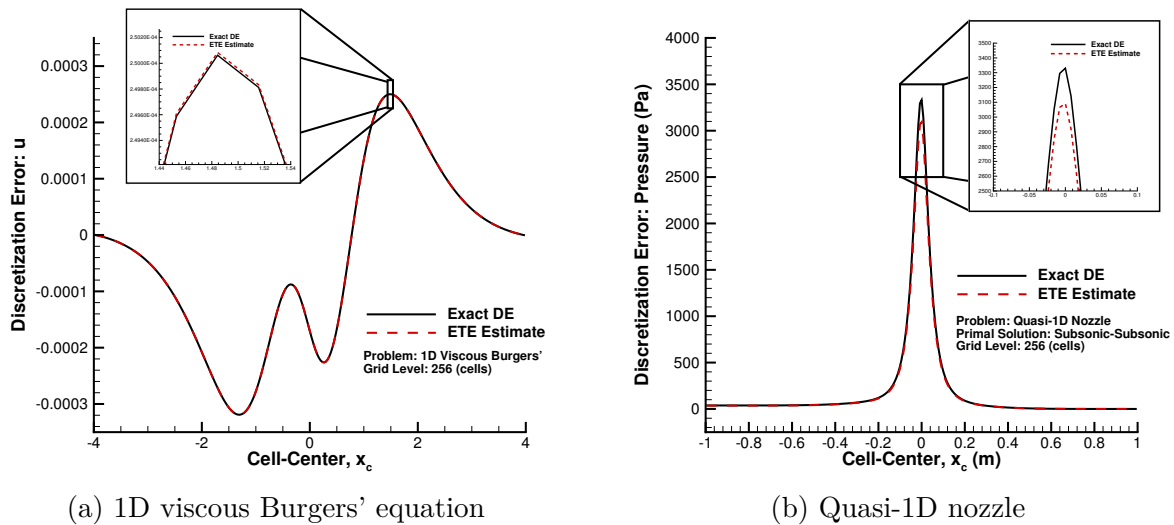 2.5020E-04
2.5000E-04
2.4980E-04
2.4960E-04
2.4940E-04
1.44
1.46
1.48
1.5
1.52
1.54
Exact DE
ETE Estimate
Discretization Error: u
0.0003
0.0002
0.0001
0
-0.0001
-0.0002
-0.0003
Exact DE
ETE Estimate
Problem: 1D Viscous Burgers'
Grid Level: 256 (cells)
-4
-2
0
2
4
Cell-Center, x_c
(a) 1D viscous Burgers' equation
Discretization Error: Pressure (Pa)
4000
3500
3000
2500
2000
1500
1000
500
0
3500
3400
3300
3200
3100
3000
2900
2800
2700
2600
2500
-0.1
-0.05
0
0.05
0.1
Exact DE
ETE Estimate
Exact DE
ETE Estimate
Problem: Quasi-1D Nozzle
Primal Solution: Subsonic-Subsonic
Grid Level: 256 (cells)
-1
-0.8
-0.6
-0.4
-0.2
0
0.2
0.4
0.6
0.8
1
Cell-Center, x_c (m)
(b) Quasi-1D nozzle